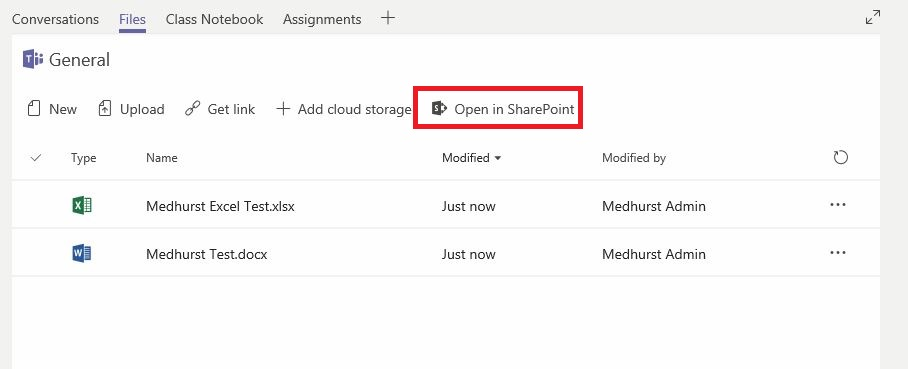 Conversations Files Class Notebook Assignments
General
New Upload Get link Add cloud storage Open in SharePoint
Type Name Modified Modified by
Medhurst Excel Test.xlsx Just now Medhurst Admin
Medhurst Test.docx Just now Medhurst Admin